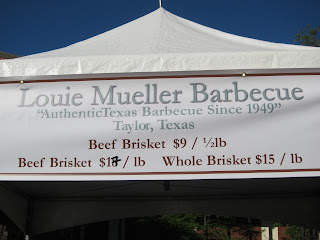 Louie Mueller Barbecue
"AuthenticTexas Barbecue Since 1949"
Taylor, Texas
Beef Brisket $9 / ½lb
Beef Brisket / lb Whole Brisket $15 / lb